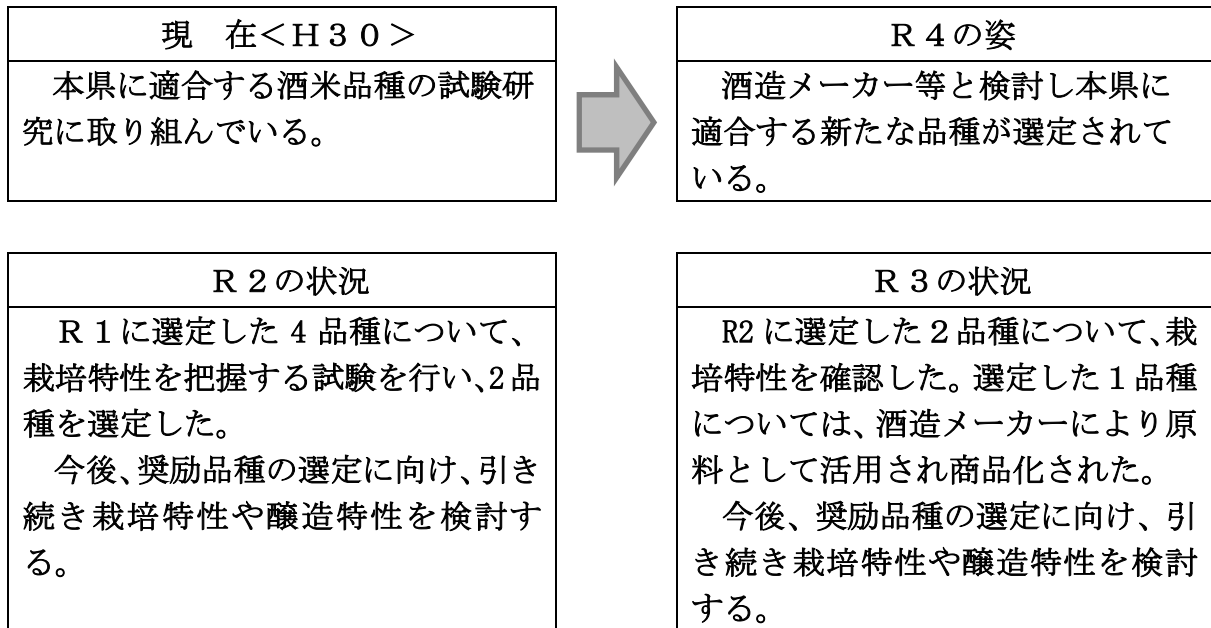 現　在＜Ｈ３０＞
本県に適合する酒米品種の試験研
究に取り組んでいる。
Ｒ４の姿
酒造メーカー等と検討し本県に
適合する新たな品種が選定されて
いる。
Ｒ２の状況
Ｒ１に選定した 4 品種について、
栽培特性を把握する試験を行い、2品
種を選定した。
今後、奨励品種の選定に向け、引き
続き栽培特性や醸造特性を検討す
る。
Ｒ３の状況
R2 に選定した２品種について、栽
培特性を確認した。選定した１品種
については、酒造メーカーにより原
料として活用され商品化された。
今後、奨励品種の選定に向け、引
き続き栽培特性や醸造特性を検討
する。